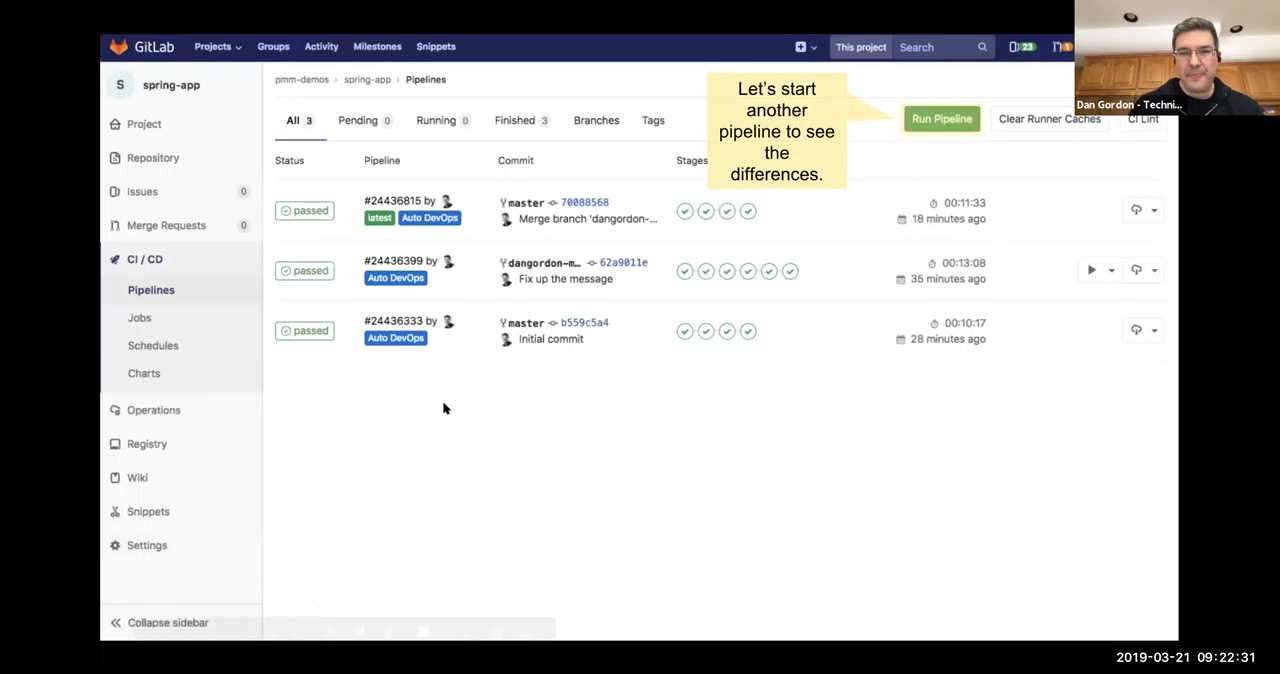 GitLab Projects Groups Activity Milestones Snippets This project Search 23 1
Dan Gordon - Techni...
S spring-app
pmm-demos › spring-app › Pipelines
Let's start
another
pipeline to see
the
differences.
Project
Repository
Issues 0
Merge Requests 0
CI / CD
Pipelines
Jobs
Schedules
Charts
Operations
Registry
Wiki
Snippets
Settings
Collapse sidebar
All 3 Pending 0 Running 0 Finished 3 Branches Tags Run Pipeline Clear Runner Caches CI Lint
Status Pipeline Commit Stages
passed #24436815 by master 70088568 00:11:33
latest Auto DevOps Merge branch 'dangordon-... 18 minutes ago
passed #24436399 by dangordon-m... 62a9011e 00:13:08
Auto DevOps Fix up the message 35 minutes ago
passed #24436333 by master b559c5a4 00:10:17
Auto DevOps Initial commit 28 minutes ago
2019-03-21 09:22:31